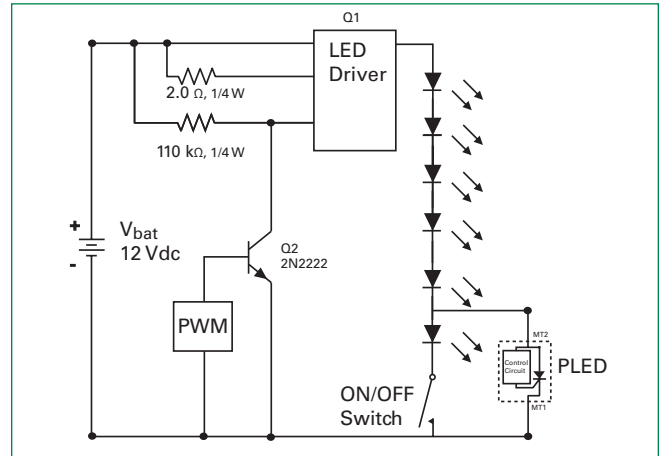 Q1
LED
Driver
2.0 Ω, 1/4 W
110 kΩ, 1/4 W
+
Vbat
12 Vdc
-
Q2
2N2222
PWM
MT2
Control
Circuit
PLED
MT1
ON/OFF
Switch